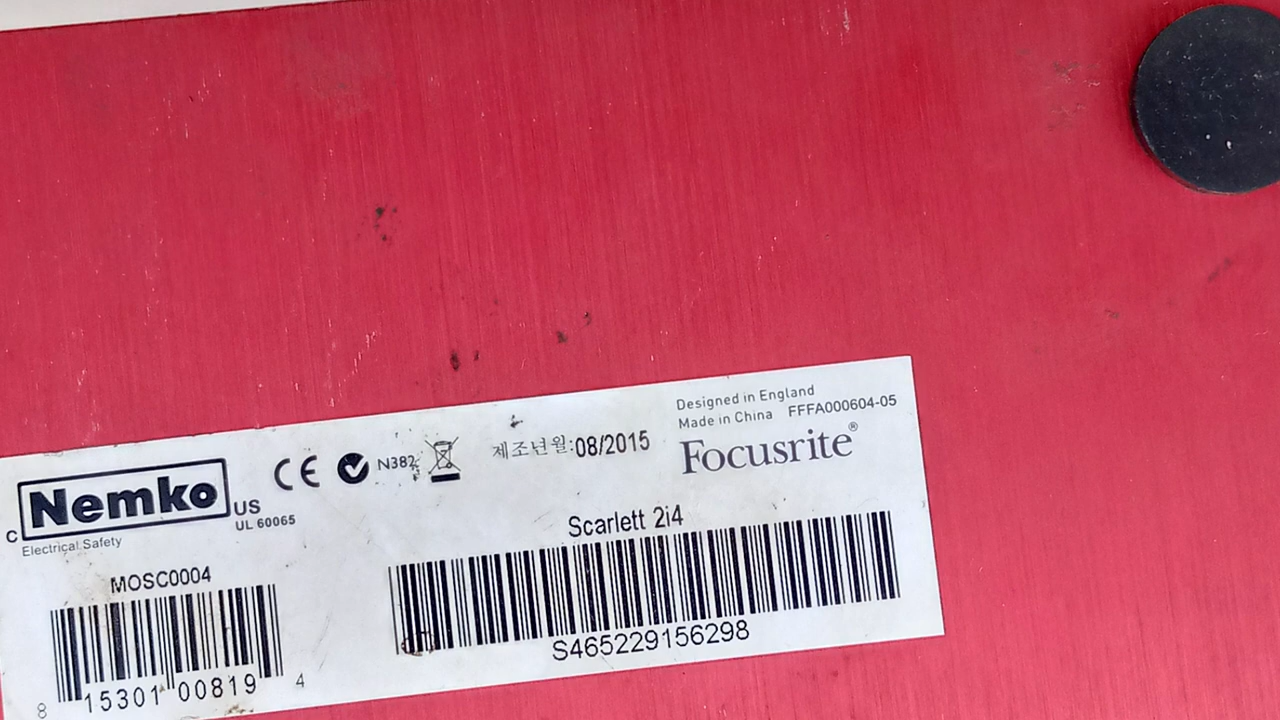 Designed in England
Made in China FFFA000604-05
Focusrite®
제조년월:08/2015
CE N382
c Nemko US
UL 60065
Electrical Safety
Scarlett 2i4
S465229156298
MOSC0004
8 15301 00819 4